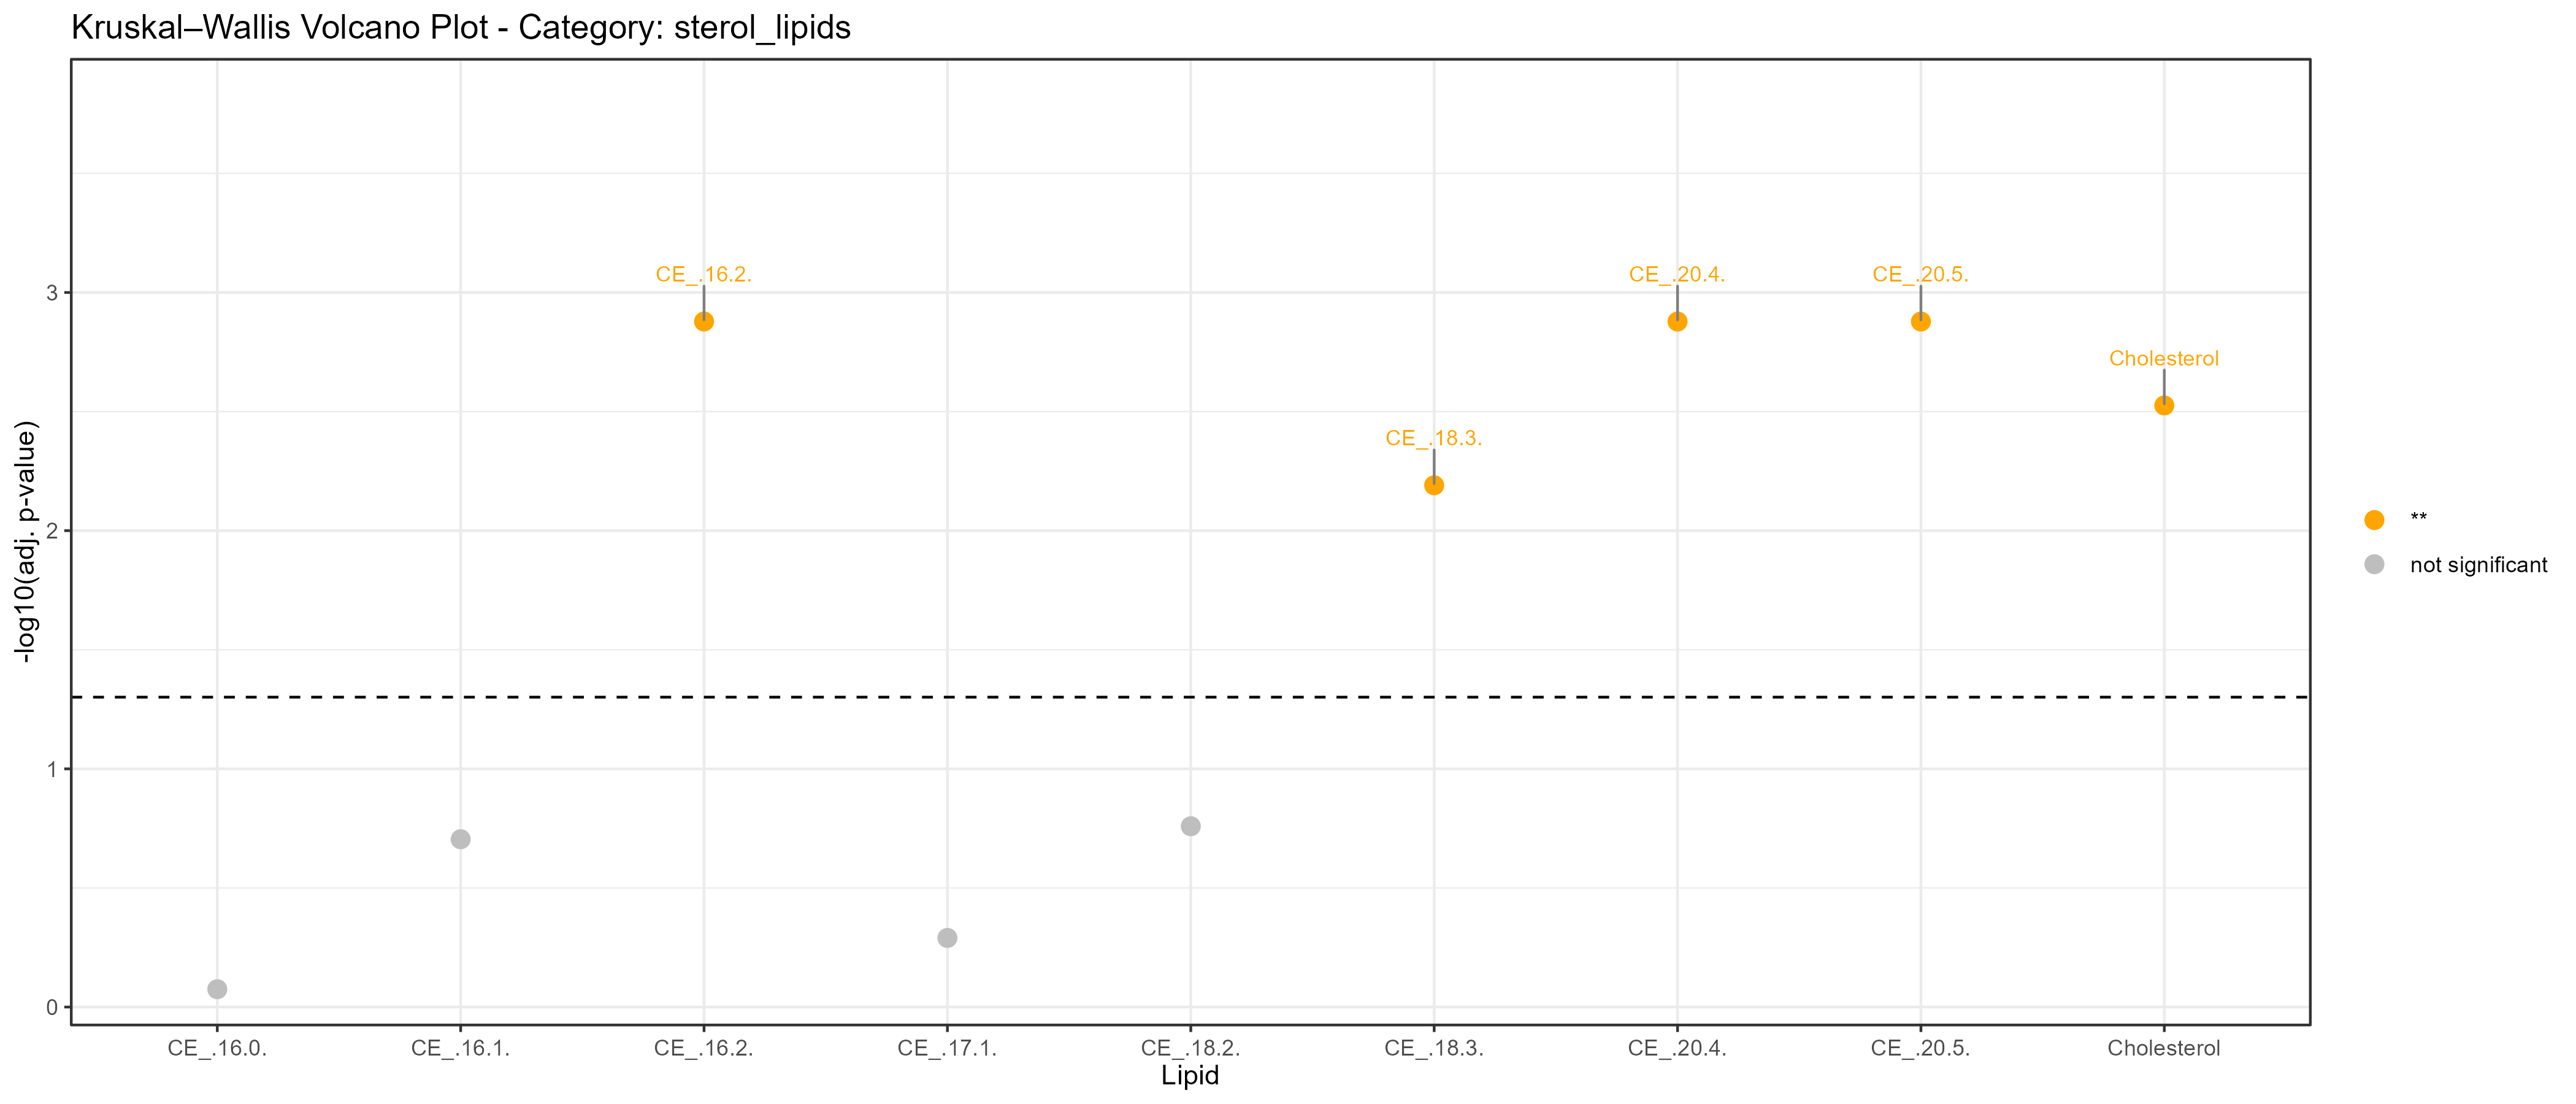 Kruskal–Wallis Volcano Plot - Category: sterol_lipids
-log10(adj. p-value)
3
2
1
0
CE_.16.2.
CE_.20.4.
CE_.20.5.
Cholesterol
CE_.18.3.
CE_.16.0.
CE_.16.1.
CE_.16.2.
CE_.17.1.
CE_.18.2.
CE_.18.3.
CE_.20.4.
CE_.20.5.
Cholesterol
Lipid
**
not significant